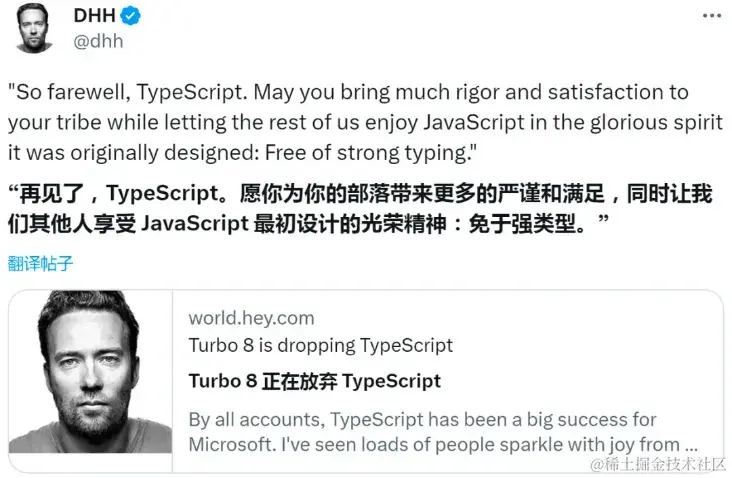 DHH
@dhh
"So farewell, TypeScript. May you bring much rigor and satisfaction to
your tribe while letting the rest of us enjoy JavaScript in the glorious spirit
it was originally designed: Free of strong typing."
“再见了，TypeScript。愿你为你的部落带来更多的严谨和满足，同时让我
们其他人享受 JavaScript 最初设计的光荣精神：免于强类型。”
翻译帖子
world.hey.com
Turbo 8 is dropping TypeScript
Turbo 8 正在放弃 TypeScript
By all accounts, TypeScript has been a big success for
Microsoft. I've seen loads of people sparkle with joy from ...
@稀土掘金技术社区